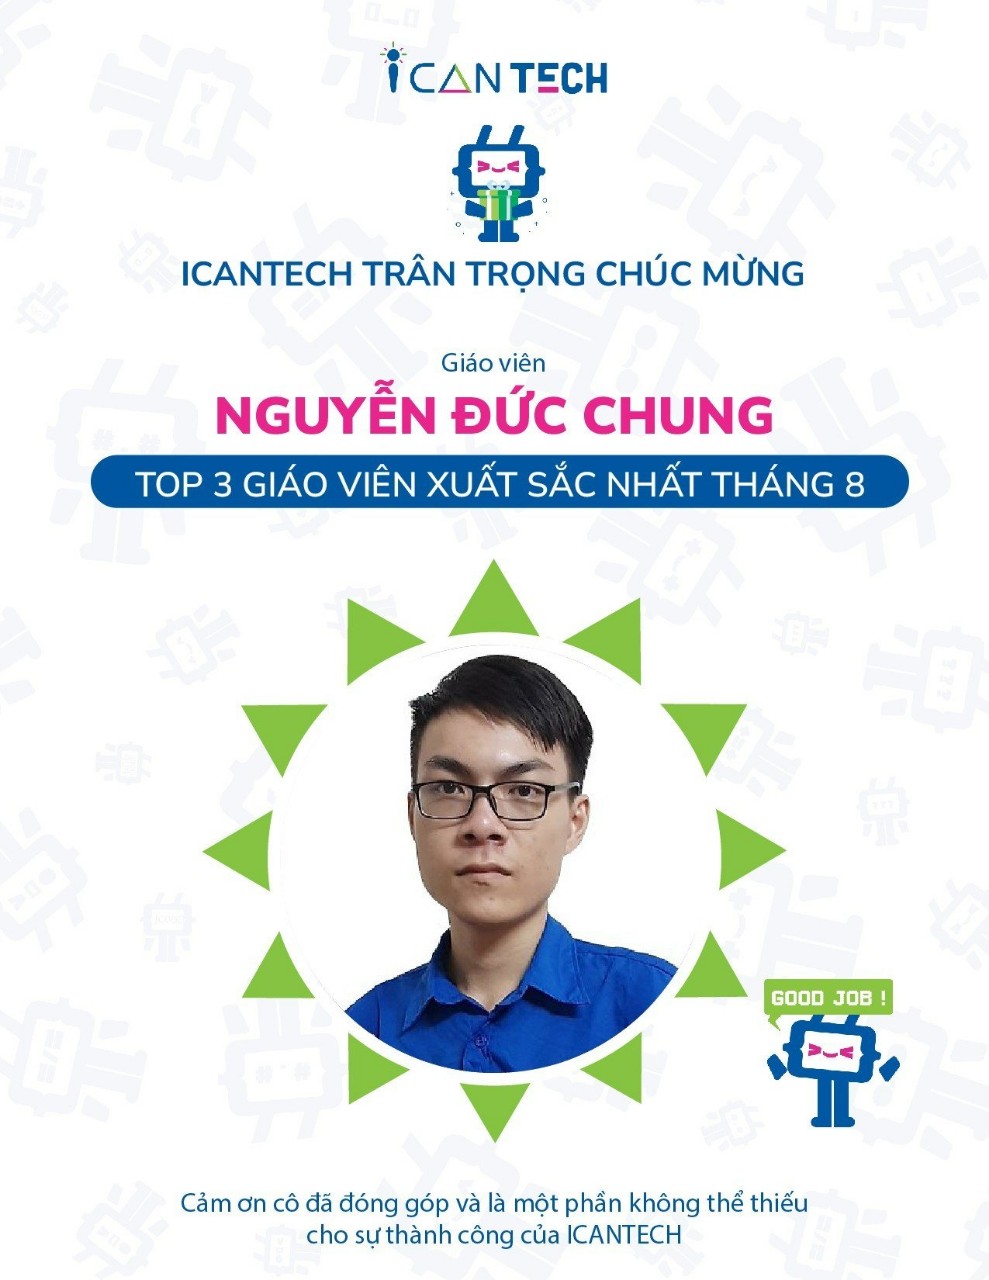 iCAN TECH
ICANTECH TRÂN TRỌNG CHÚC MỪNG
Giáo viên
NGUYỄN ĐỨC CHUNG
TOP 3 GIÁO VIÊN XUẤT SẮC NHẤT THÁNG 8
GOOD JOB !
Cảm ơn cô đã đóng góp và là một phần không thể thiếu
cho sự thành công của ICANTECH